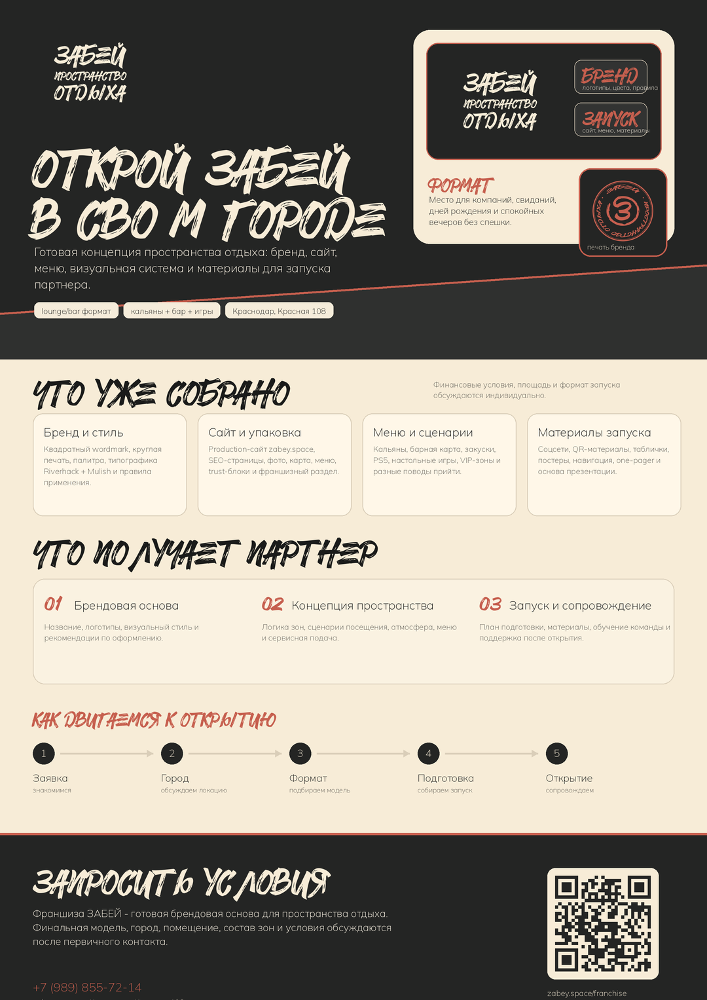 ЗАБЕЙ
ПРОСТРАНСТВО
ОТДЫХА
ЗАБЕЙ
ПРОСТРАНСТВО
ОТДЫХА
БРЕНД
логотипы, цвета, правила
ЗАПУСК
сайт, меню, материалы
ОТКРОЙ ЗАБЕЙ
В СВО М ГОРОДЕ
Готовая концепция пространства отдыха: бренд, сайт,
меню, визуальная система и материалы для запуска
партнера.
lounge/bar формат
кальяны + бар + игры
Краснодар, Красная 108
ФОРМАТ
Место для компаний, свиданий,
дней рождения и спокойных
вечеров без спешки.
ЗАБЕЙ · ПРОСТРАНСТВО ОТДЫХА ·
З
печать бренда
ЧТО УЖЕ СОБРАНО
Финансовые условия, площадь и формат запуска
обсуждаются индивидуально.
Бренд и стиль
Квадратный wordmark, круглая
печать, палитра, типографика
Riverhack + Mulish и правила
применения.
Сайт и упаковка
Production-сайт zabey.space,
SEO-страницы, фото, карта, меню,
trust-блоки и франшизный раздел.
Меню и сценарии
Кальяны, барная карта, закуски,
PS5, настольные игры, VIP-зоны и
разные поводы прийти.
Материалы запуска
Соцсети, QR-материалы, таблички,
постеры, навигация, one-pager и
основа презентации.
ЧТО ПОЛУЧАЕТ ПАРТНЕР
01 Брендовая основа
Название, логотипы, визуальный стиль и
рекомендации по оформлению.
02 Концепция пространства
Логика зон, сценарии посещения, атмосфера, меню
и сервисная подача.
03 Запуск и сопровождение
План подготовки, материалы, обучение команды и
поддержка после открытия.
КАК ДВИГАЕМСЯ К ОТКРЫТИЮ
1
Заявка
знакомимся
2
Город
обсуждаем локацию
3
Формат
подбираем модель
4
Подготовка
собираем запуск
5
Открытие
сопровождаем
ЗАПРОСИТЬ УСЛОВИЯ
Франшиза ЗАБЕЙ - готовая брендовая основа для пространства отдыха.
Финальная модель, город, помещение, состав зон и условия обсуждаются
после первичного контакта.
+7 (989) 855-72-14
zabey.space/franchise